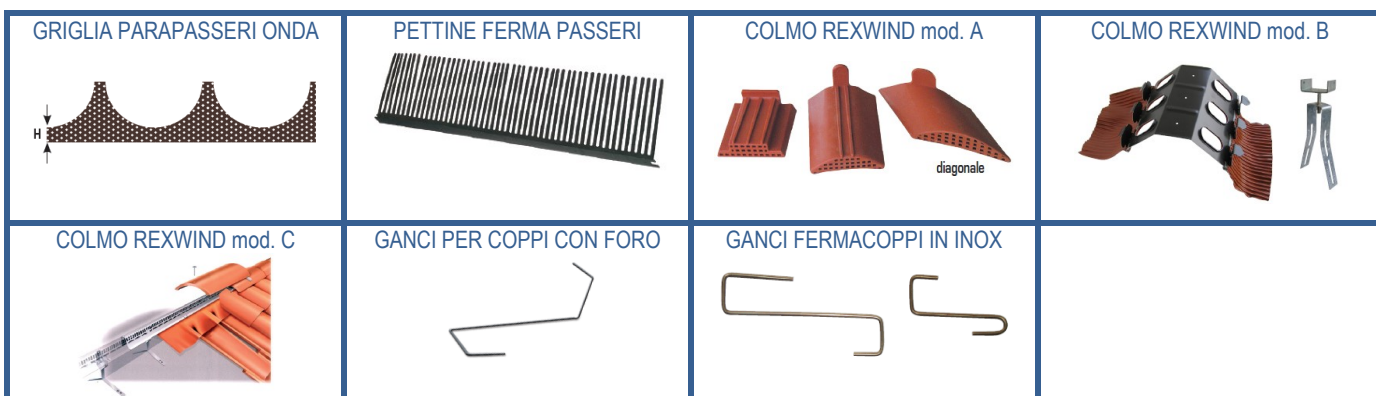 GRIGLIA PARAPASSERI ONDA
PETTINE FERMA PASSERI
COLMO REXWIND mod. A
COLMO REXWIND mod. B
H
diagonale
COLMO REXWIND mod. C
GANCI PER COPPI CON FORO
GANCI FERMACOPPI IN INOX